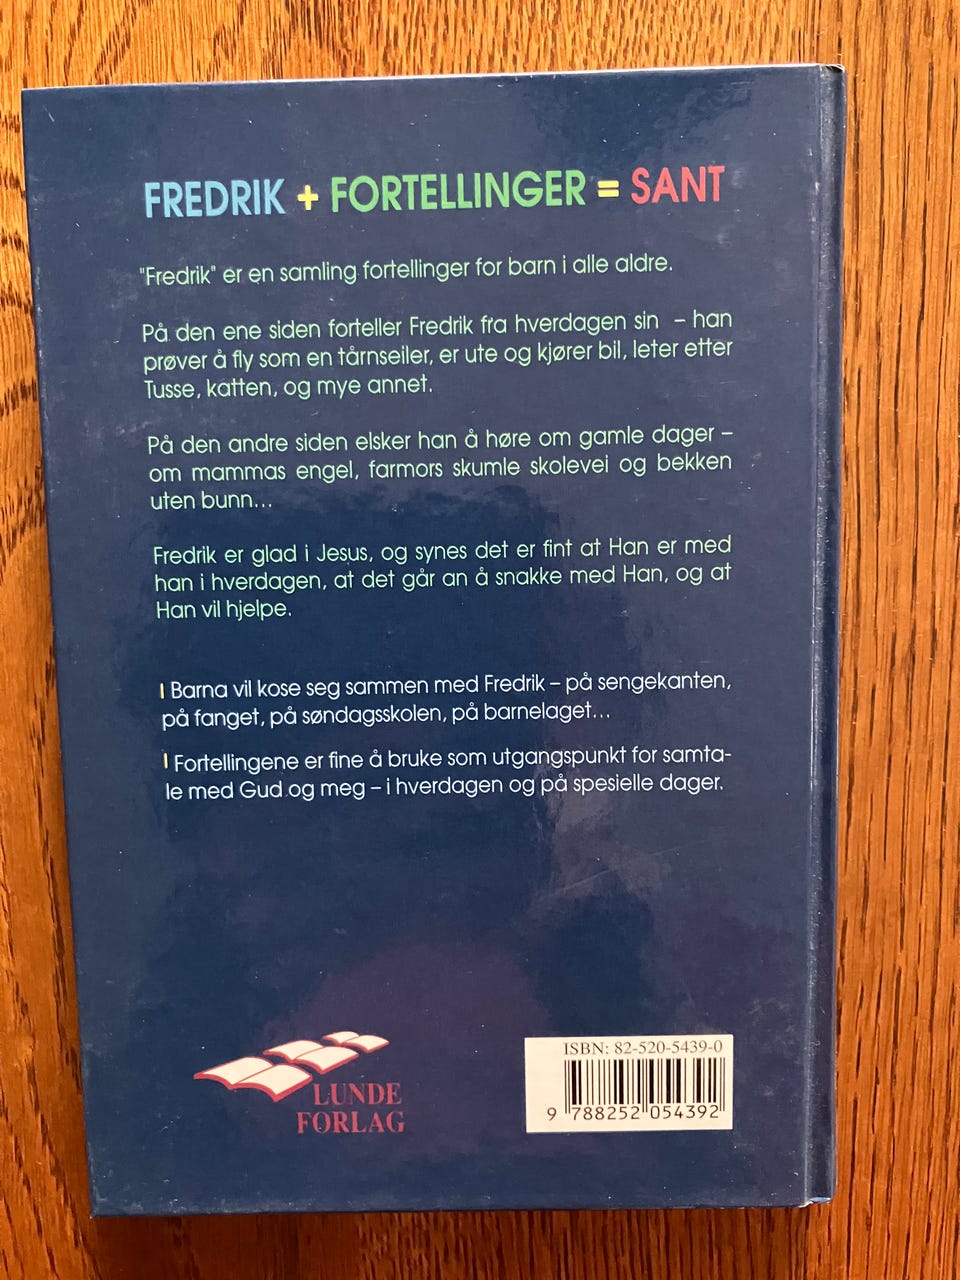 FREDRIK + FORTELLINGER = SANT
"Fredrik" er en samling fortellinger for barn i alle aldre.
På den ene siden forteller Fredrik fra hverdagen sin – han
prøver å fly som en tårnseiler, er ute og kjører bil, leter etter
Tusse, katten, og mye annet.
På den andre siden elsker han å høre om gamle dager –
om mammas engel, farmors skumle skolevei og bekken
uten bunn...
Fredrik er glad i Jesus, og synes det er fint at Han er med
han i hverdagen, at det går an å snakke med Han, og at
Han vil hjelpe.
I Barna vil kose seg sammen med Fredrik – på sengekanten,
på fanget, på søndagsskolen, på barnelaget...
I Fortellingene er fine å bruke som utgangspunkt for samta-
le med Gud og meg – i hverdagen og på spesielle dager.
LUNDE
FORLAG
ISBN: 82-520-5439-0
9 788252 054392